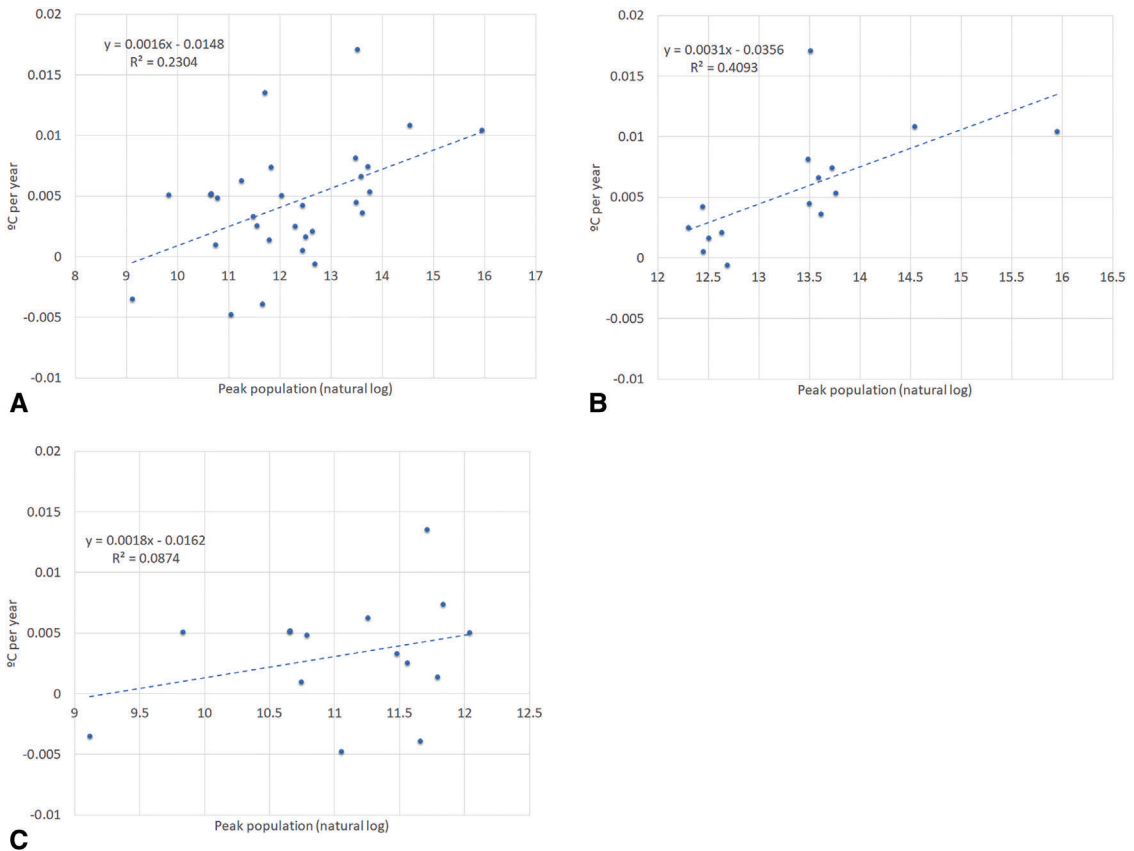 0.02
y = 0.0016x - 0.0148
R² = 0.2304
0.015
0.01
0.005
0
-0.005
-0.01
8 9 10 11 12 13 14 15 16 17
ºC per year
Peak population (natural log)
A
0.02
y = 0.0031x - 0.0356
R² = 0.4093
0.015
0.01
0.005
0
-0.005
-0.01
12 12.5 13 13.5 14 14.5 15 15.5 16 16.5
ºC per year
Peak population (natural log)
B
0.02
0.015
y = 0.0018x - 0.0162
R² = 0.0874
0.01
0.005
0
-0.005
-0.01
9 9.5 10 10.5 11 11.5 12 12.5
ºC per year
Peak population (natural log)
C